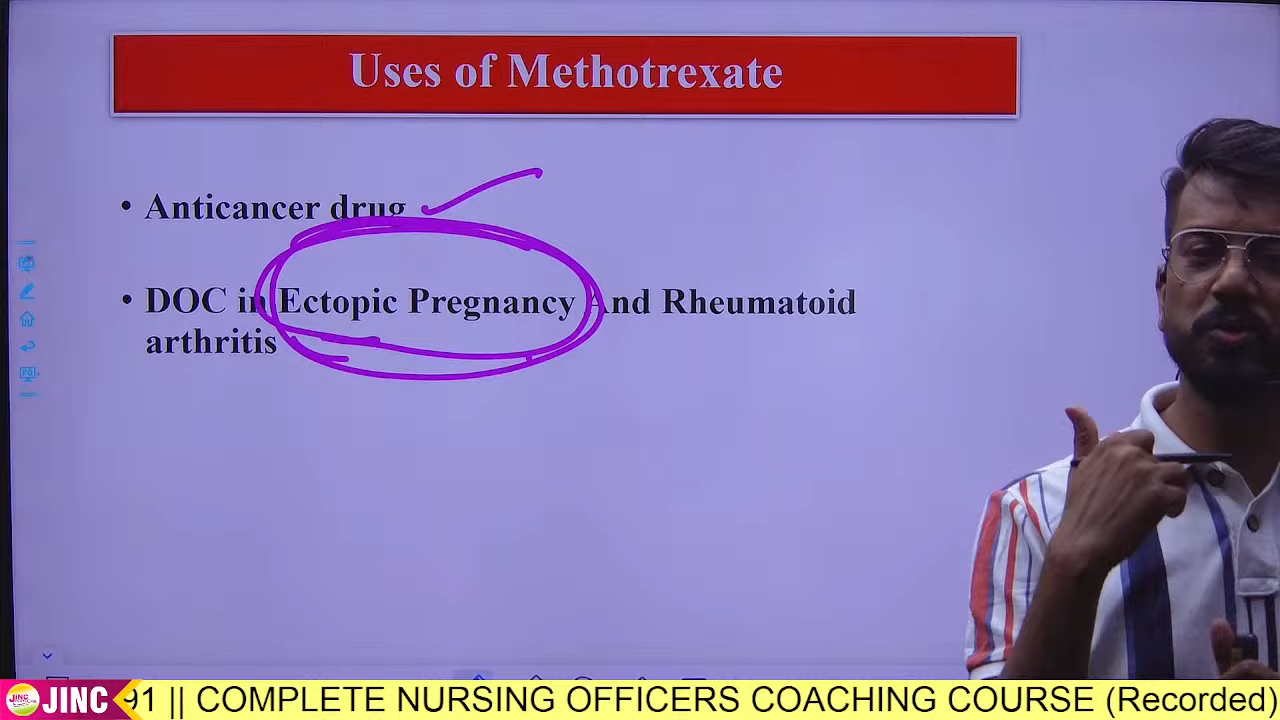 Uses of Methotrexate
• Anticancer drug
• DOC in Ectopic Pregnancy And Rheumatoid
arthritis
JINC
91 || COMPLETE NURSING OFFICERS COACHING COURSE (Recorded)